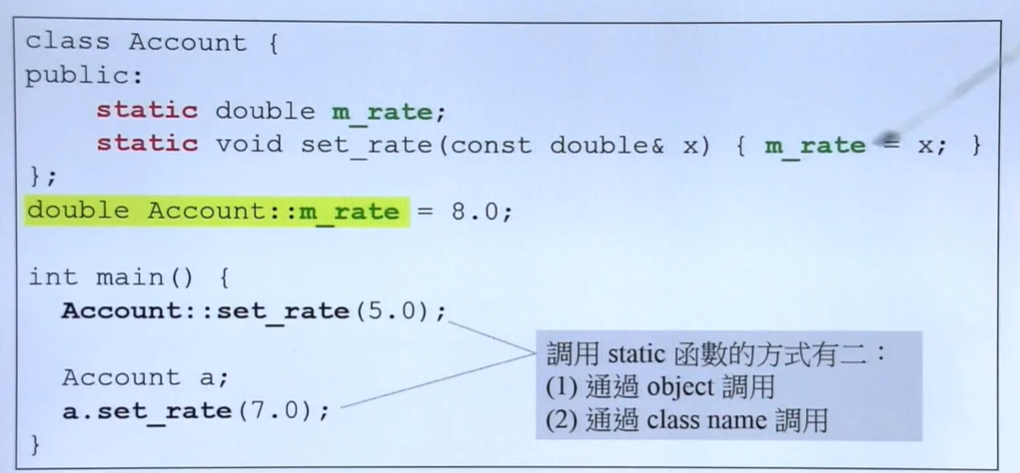 class Account {
public:
    static double m_rate;
    static void set_rate(const double& x) { m_rate = x; }
};
double Account::m_rate = 8.0;

int main() {
  Account::set_rate(5.0);

  Account a;
  a.set_rate(7.0);
}
調用 static 函數的方式有二：
(1) 通過 object 調用
(2) 通過 class name 調用